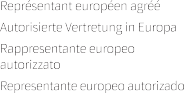 Représentant européen agréé
Autorisierte Vertretung in Europa
Rappresentante europeo
autorizzato
Representante europeo autorizado